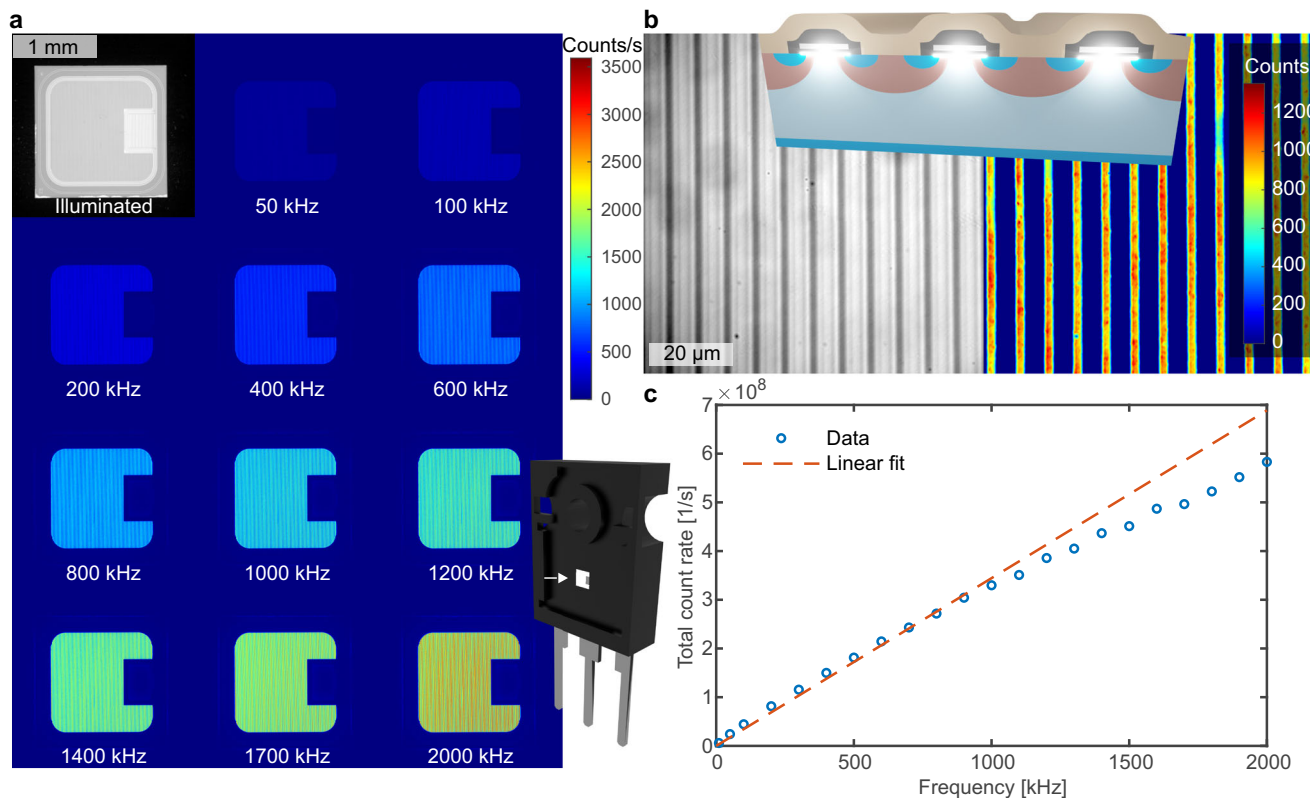 a
1 mm
Illuminated
50 kHz
100 kHz
200 kHz
400 kHz
600 kHz
800 kHz
1000 kHz
1200 kHz
1400 kHz
1700 kHz
2000 kHz
Counts/s
3500
3000
2500
2000
1500
1000
500
0
b
20 µm
Counts
1200
1000
800
600
400
200
0
c
× 10⁸
7
6
5
4
3
2
1
0
Total count rate [1/s]
Data
Linear fit
0 500 1000 1500 2000
Frequency [kHz]